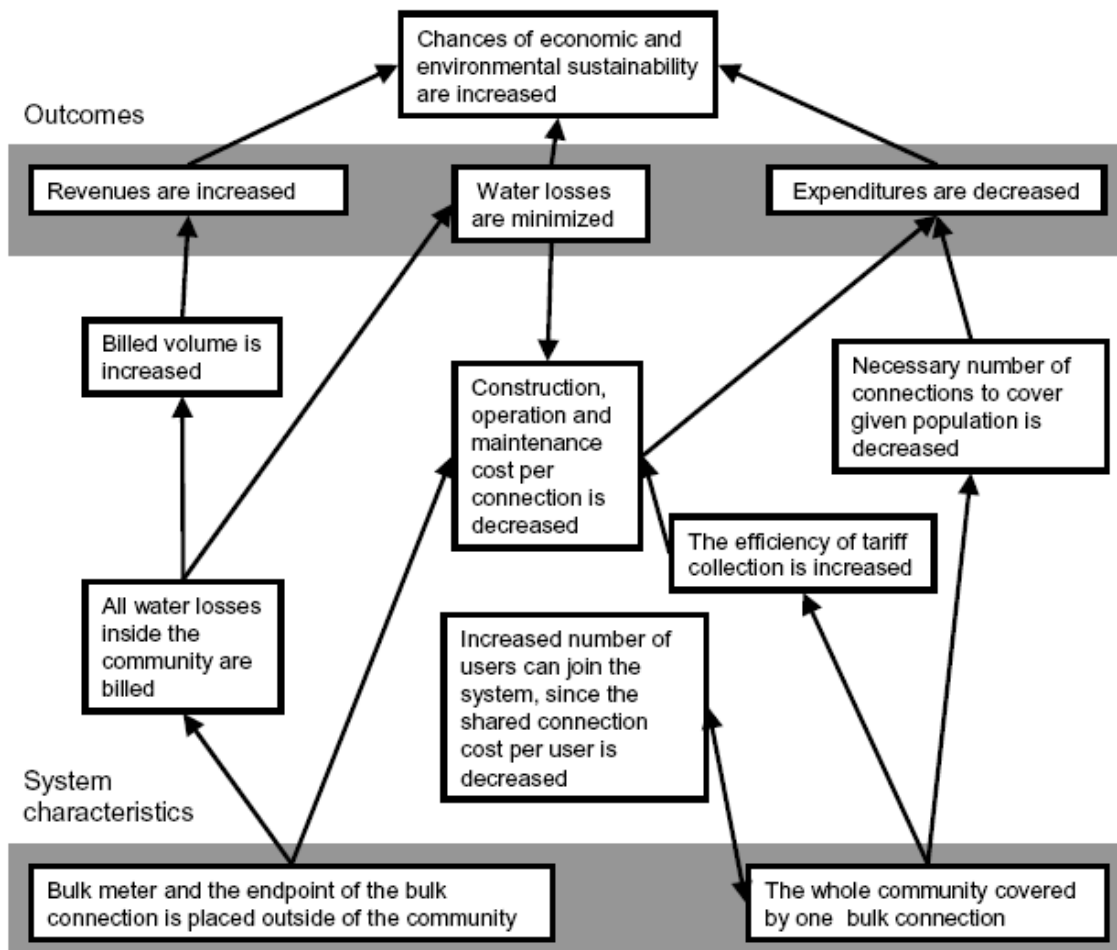 Chances of economic and
environmental sustainability
are increased
Outcomes
Revenues are increased
Water losses
are minimized
Expenditures are decreased
Billed volume is
increased
Construction,
operation and
maintenance
cost per
connection is
decreased
Necessary number of
connections to cover
given population is
decreased
The efficiency of tariff
collection is increased
All water losses
inside the
community are
billed
Increased number of
users can join the
system, since the
shared connection
cost per user is
decreased
System
characteristics
Bulk meter and the endpoint of the bulk
connection is placed outside of the community
The whole community covered
by one bulk connection